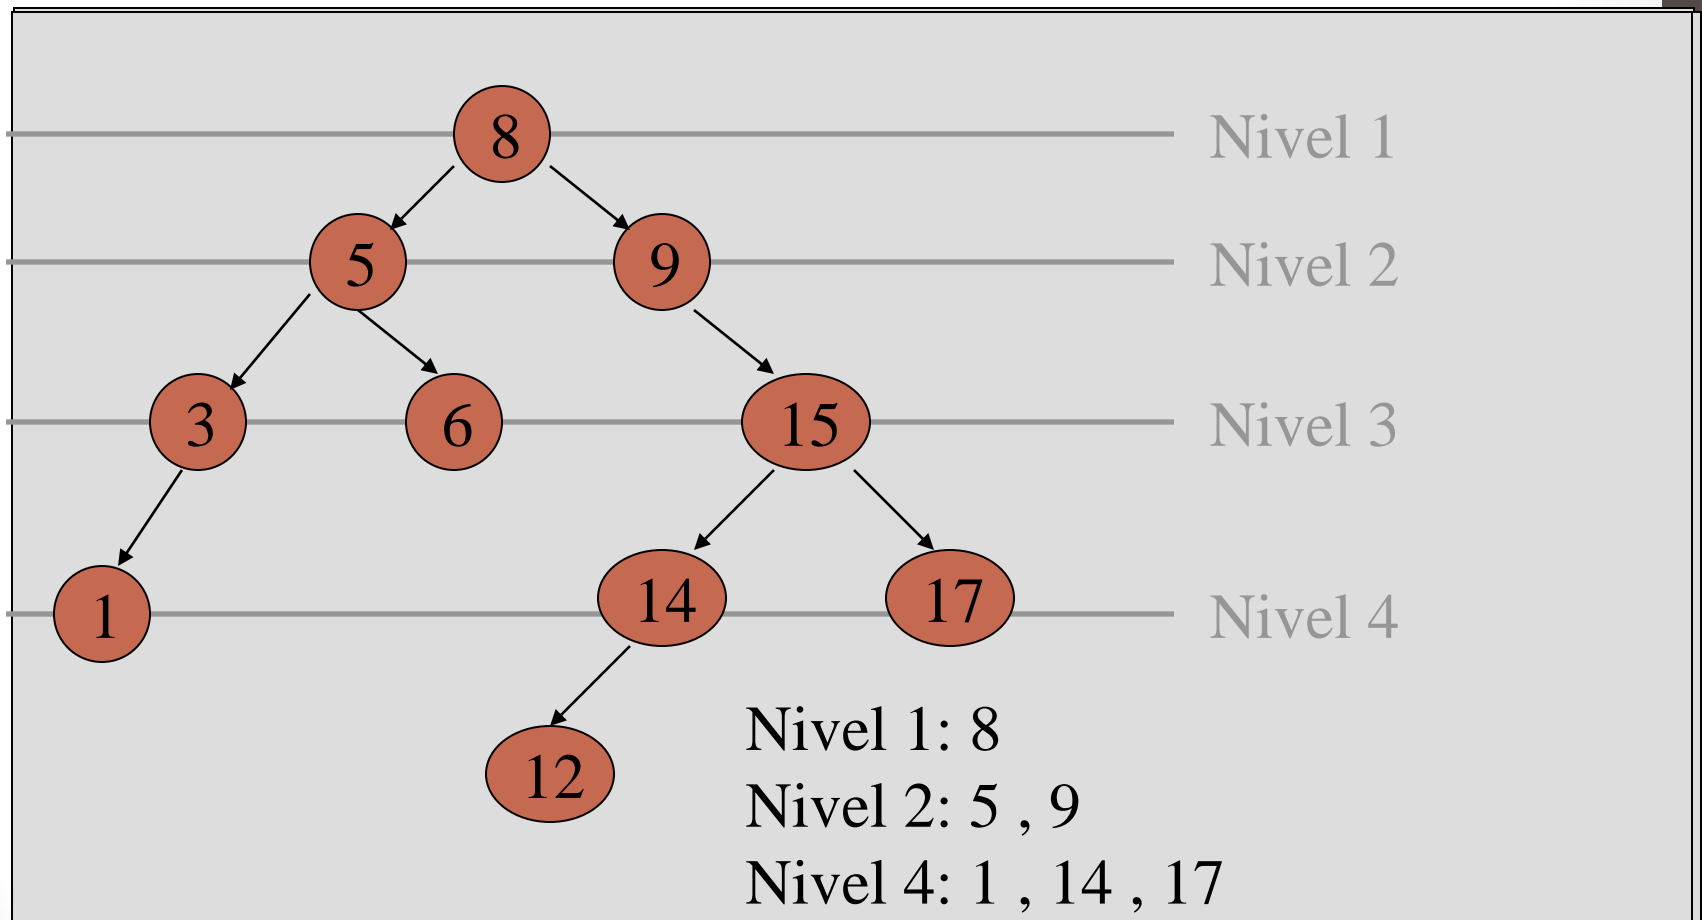 8 Nivel 1
5 9 Nivel 2
3 6 15 Nivel 3
14 17
1 Nivel 4
12
Nivel 1: 8
Nivel 2: 5 , 9
Nivel 4: 1 , 14 , 17